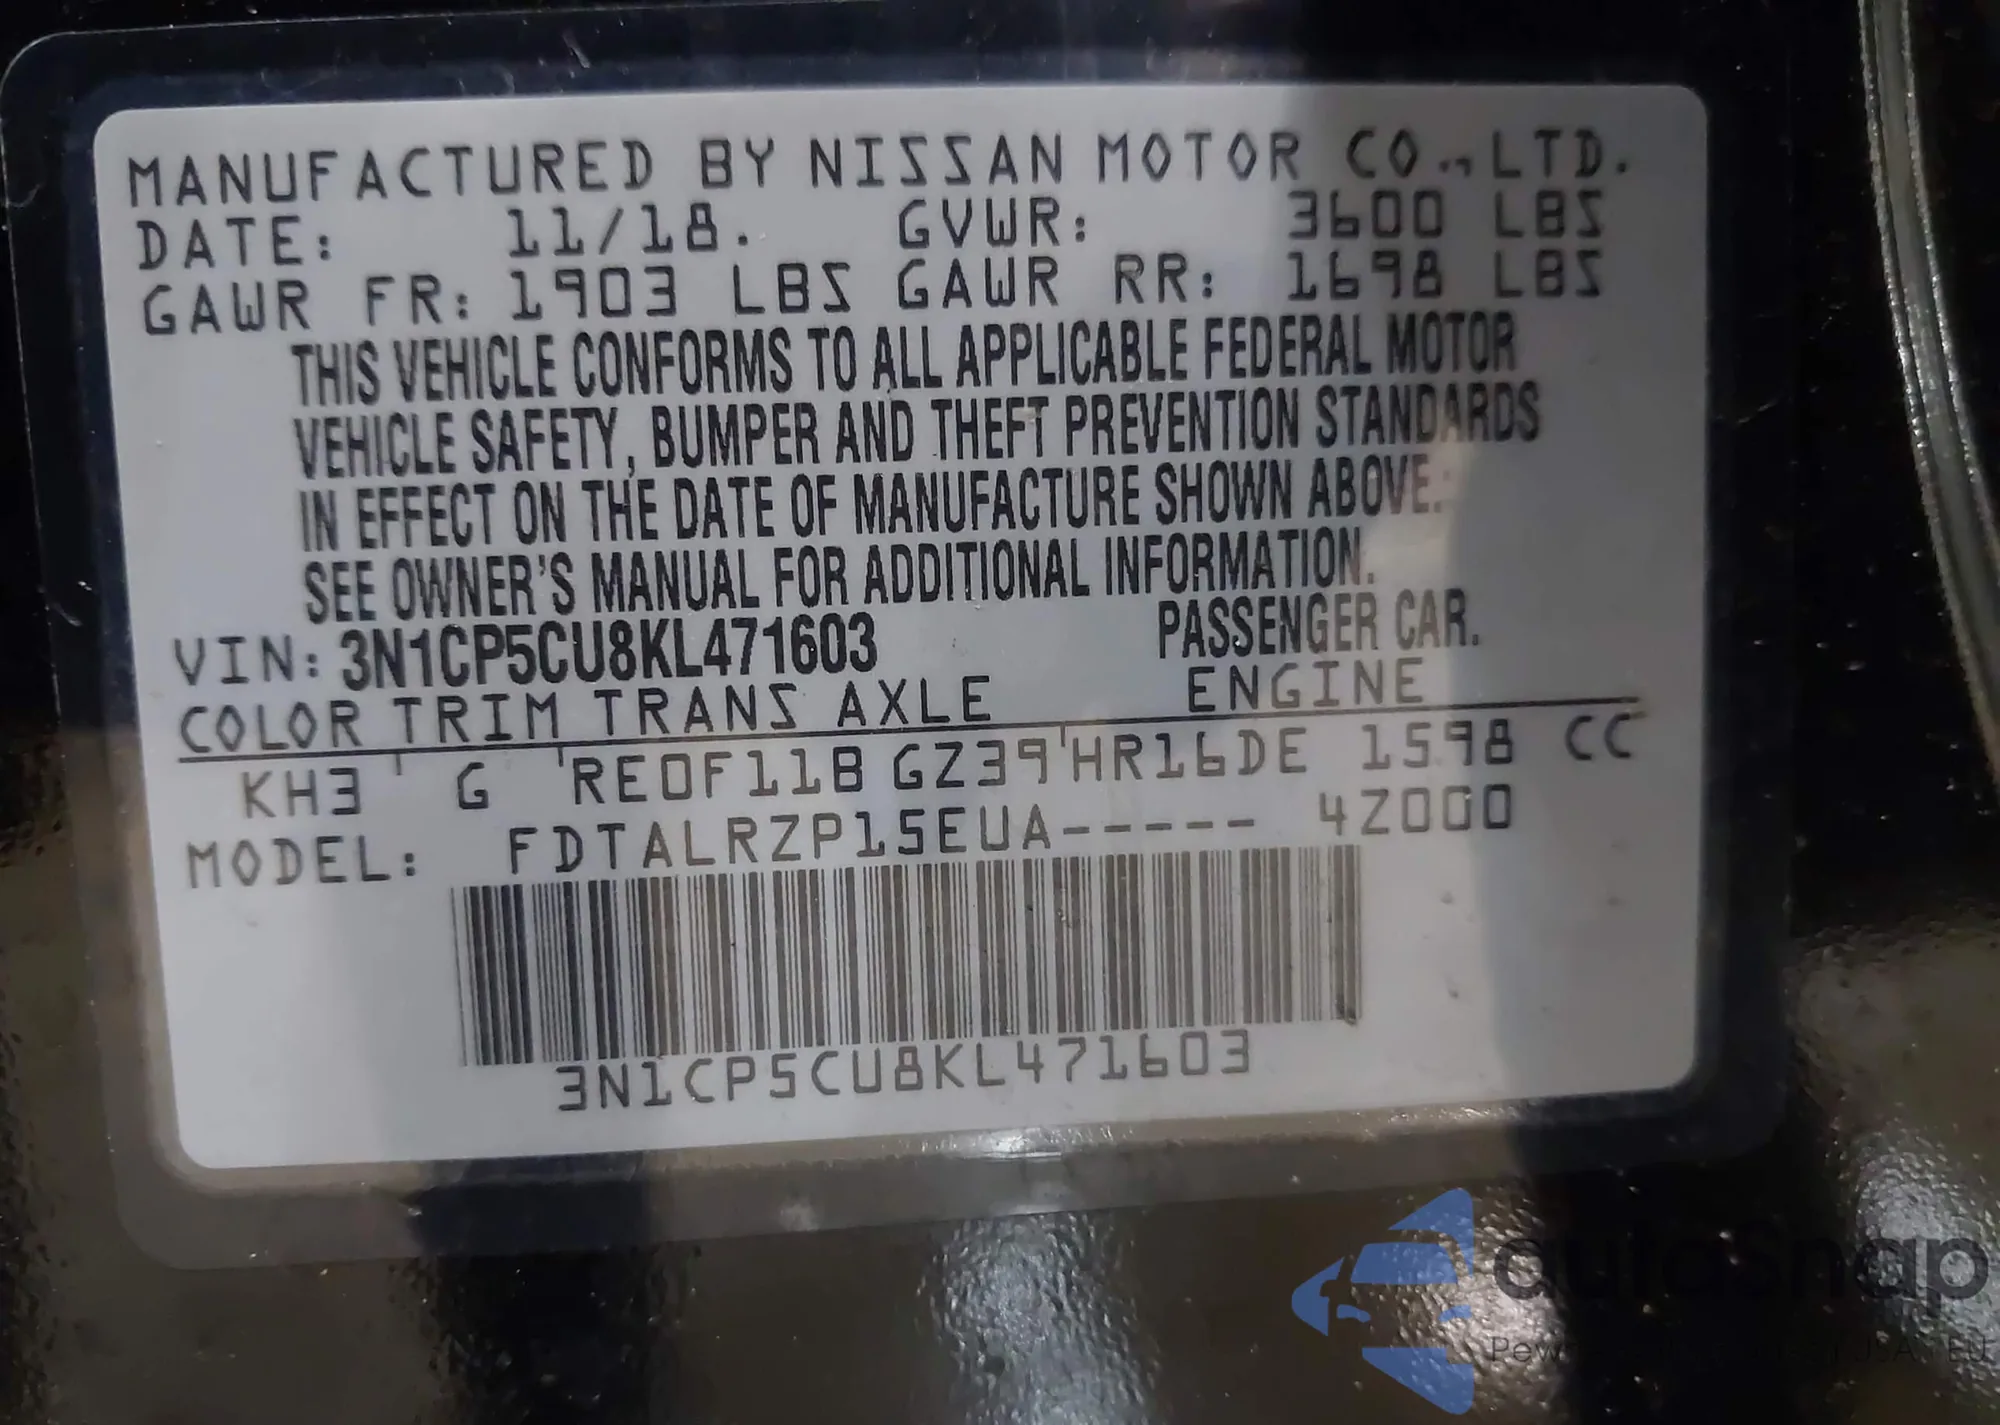 MANUFACTURED BY NISSAN MOTOR CO.,LTD.
DATE: 11/18. GVWR: 3600 LBS
GAWR FR: 1903 LBS GAWR RR: 1698 LBS
THIS VEHICLE CONFORMS TO ALL APPLICABLE FEDERAL MOTOR
VEHICLE SAFETY, BUMPER AND THEFT PREVENTION STANDARDS
IN EFFECT ON THE DATE OF MANUFACTURE SHOWN ABOVE.
SEE OWNER'S MANUAL FOR ADDITIONAL INFORMATION.
VIN: 3N1CP5CU8KL471603 PASSENGER CAR.
COLOR TRIM TRANS AXLE ENGINE
KH3 ' G 'RE0F11B GZ39'HR16DE 1598 CC
MODEL: FDTALRZP15EUA----- 4Z000
3N1CP5CU8KL471603
autosnap
USA
EU